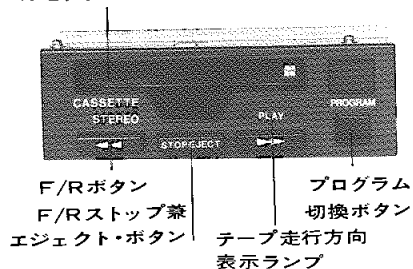 CASSETTE
STEREO
PROGRAM
PLAY
STOP EJECT
F/Rボタン
F/Rストップ兼
エジェクト・ボタン
テープ走行方向
表示ランプ
プログラム
切換ボタン